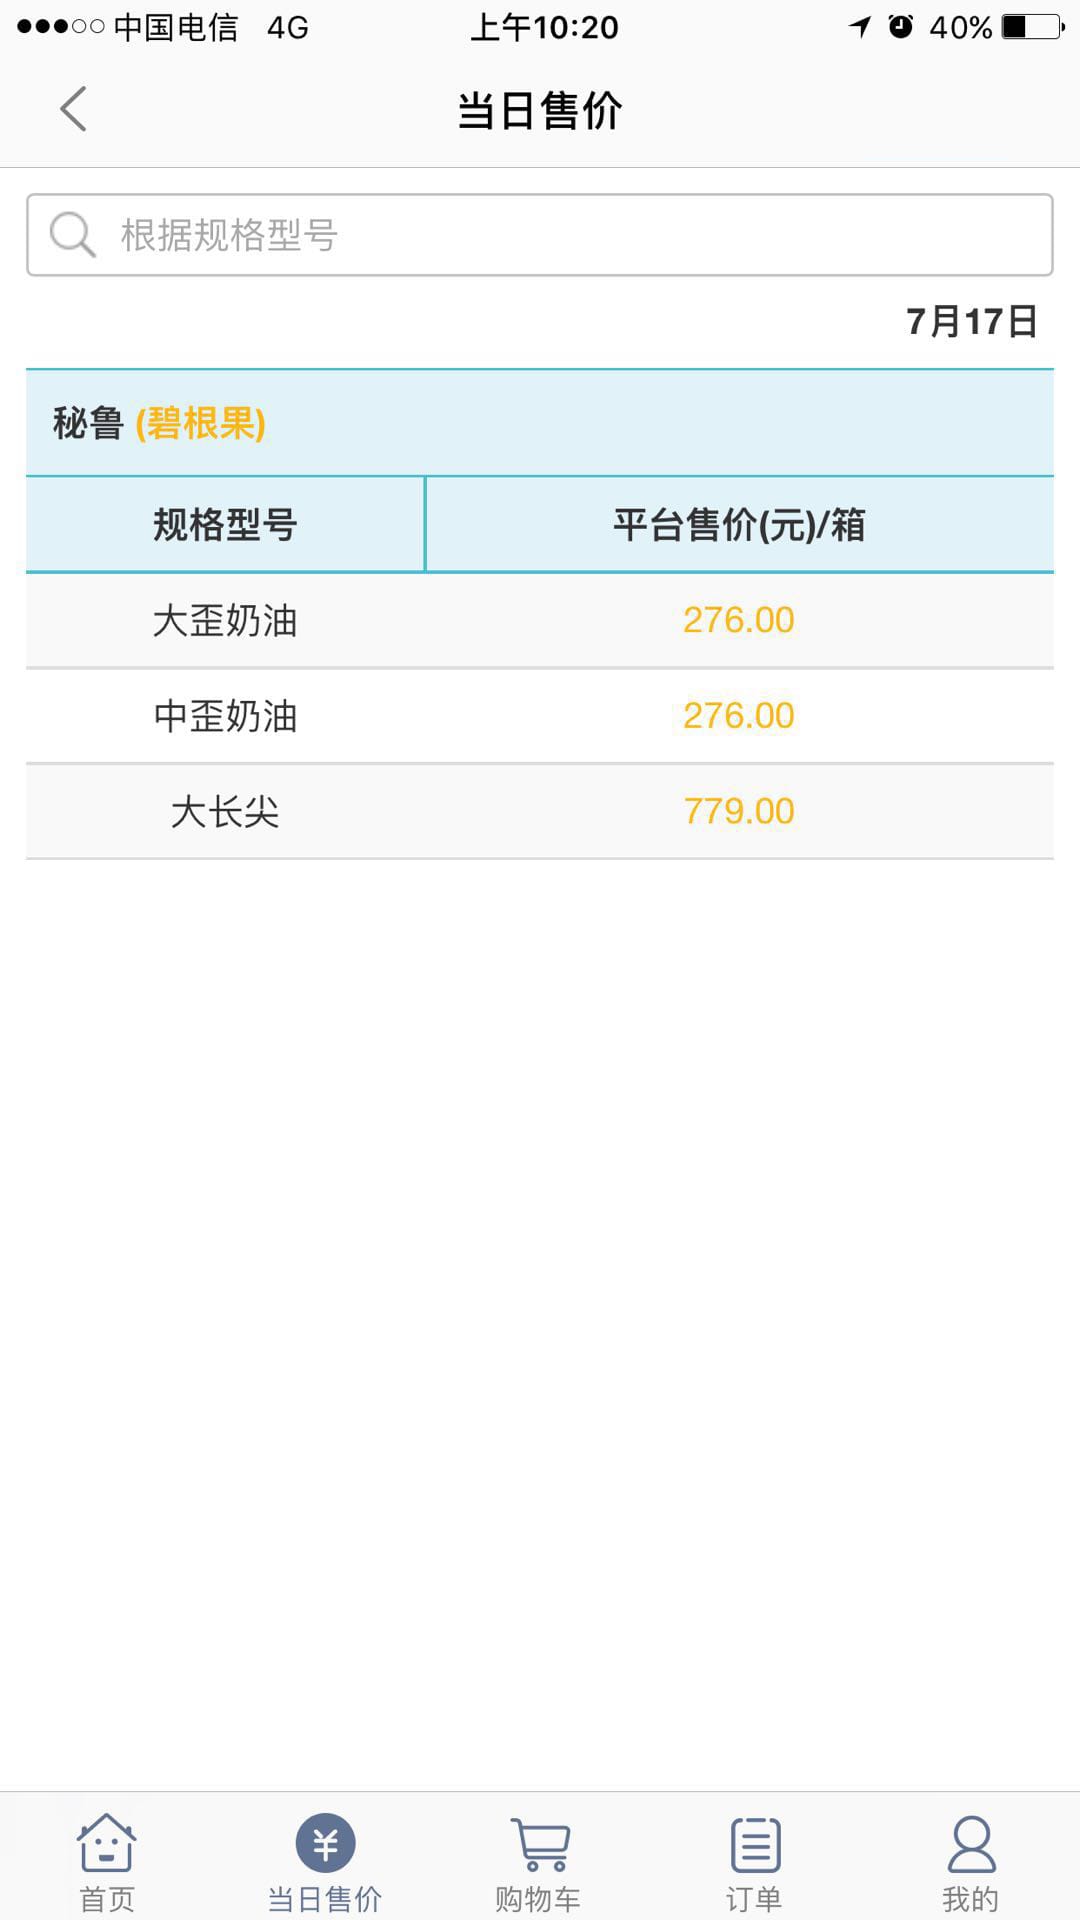 中国电信 4G 上午10:20 40%
当日售价
根据规格型号
7月17日
秘鲁 (碧根果)
规格型号 平台售价(元)/箱
大歪奶油 276.00
中歪奶油 276.00
大长尖 779.00
¥
首页 当日售价 购物车 订单 我的